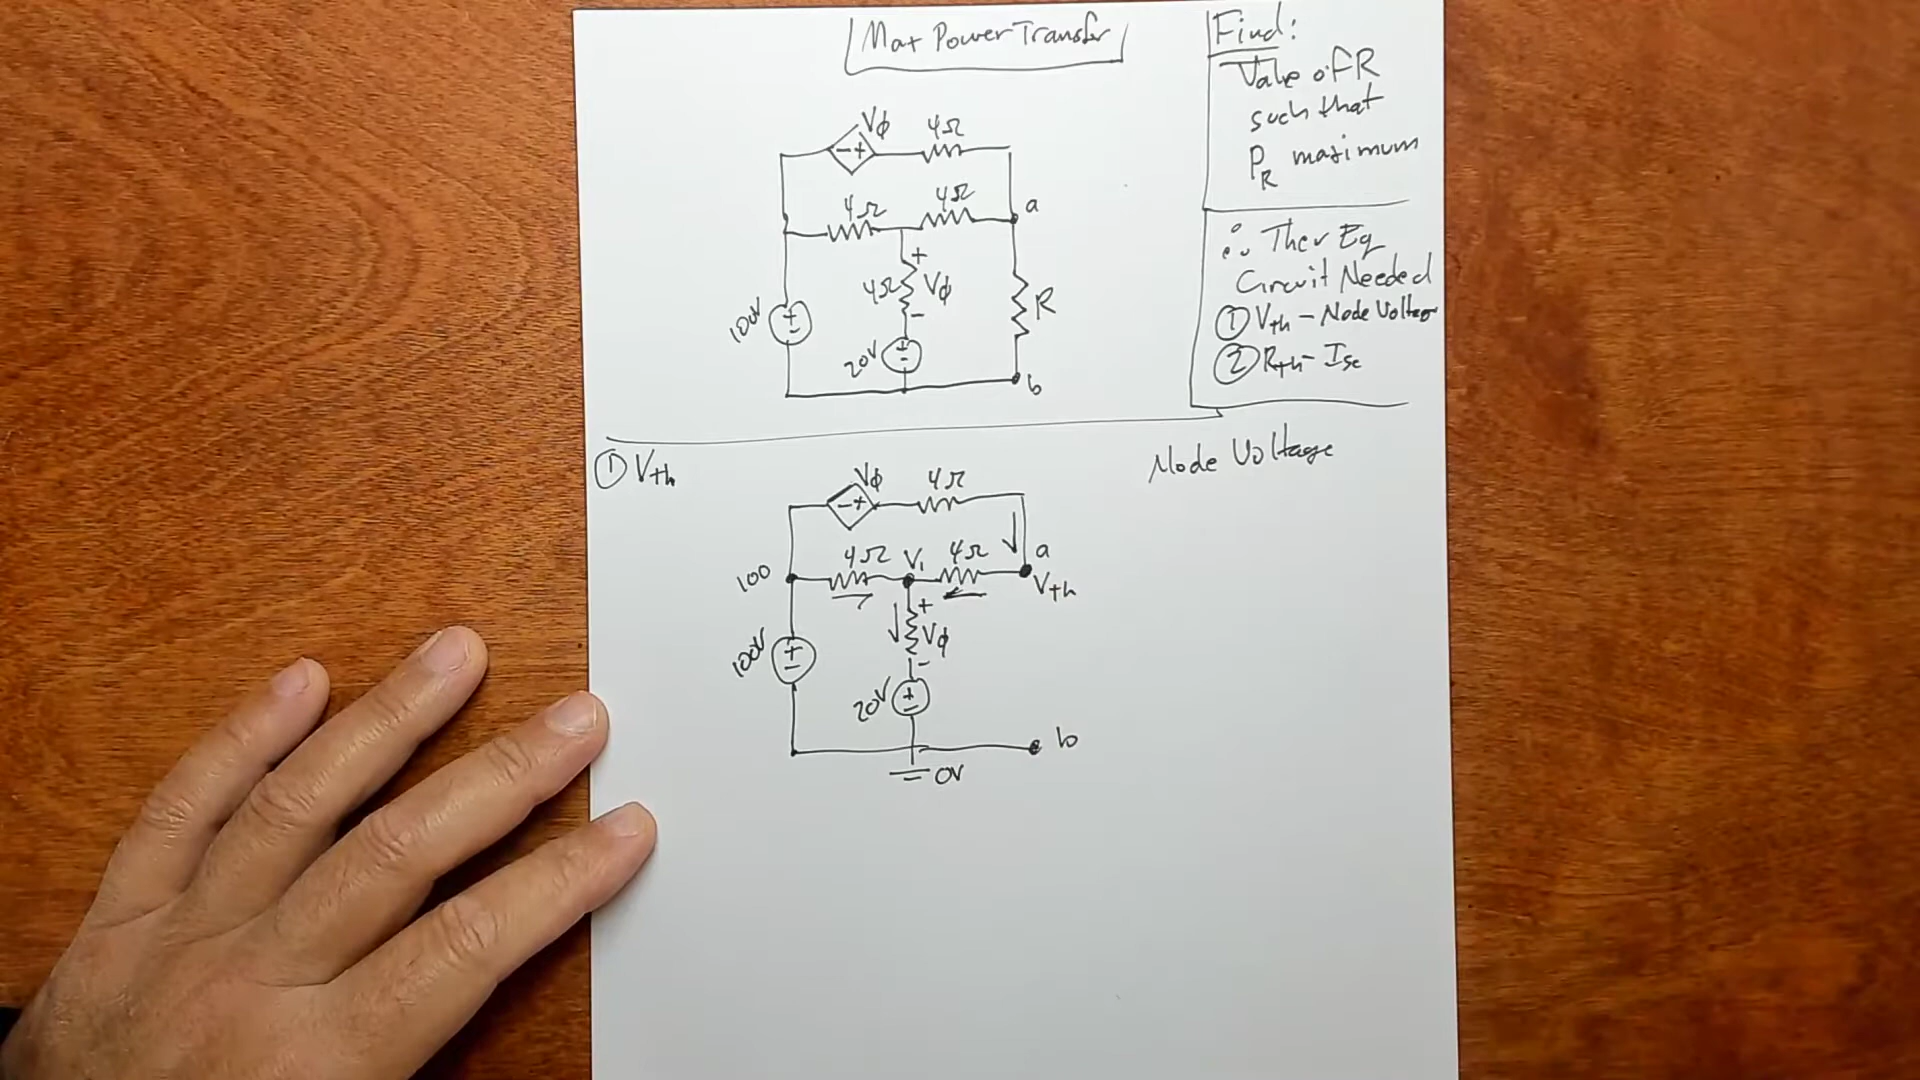 Max Power Transfer
Find:
Value of R
such that
PR maximum
∴ Thev Eq
Circuit Needed
① Vth - Node Voltage
② Rth - Isc
Vϕ
4Ω
- +
4Ω
4Ω
a
+
4Ω
Vϕ
-
R
100V
+
-
20V
+
-
b
① Vth
Node Voltage
Vϕ
4Ω
- +
4Ω
V1
4Ω
a
100
Vth
+
Vϕ
-
100V
+
-
20V
+
-
b
0V